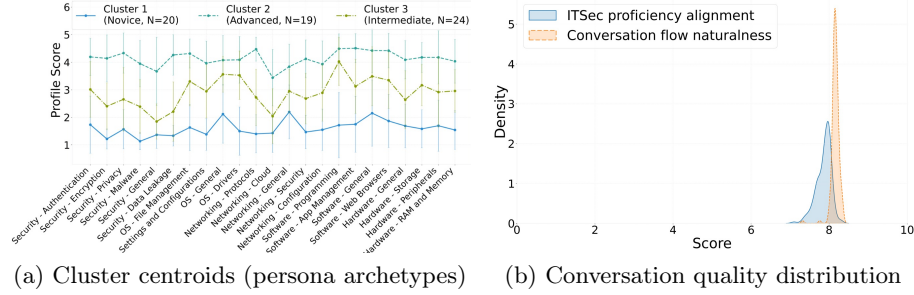 Cluster 1
(Novice, N=20)
Cluster 2
(Advanced, N=19)
Cluster 3
(Intermediate, N=24)
Profile Score
6
5
4
3
2
1
Security - Authentication
Security - Encryption
Security - Privacy
Security - Malware
Security - General
Security - Data Leakage
OS - File Management
Settings and Configurations
OS - General
OS - Drivers
Networking - Protocols
Networking - Cloud
Networking - General
Networking - Security
Networking - Configuration
Software - Programming
Software - App Management
Software - General
Software - Web Browsers
Hardware - General
Hardware - Storage
Hardware - Peripherals
Hardware - RAM and Memory
(a) Cluster centroids (persona archetypes)
ITSec proficiency alignment
Conversation flow naturalness
Density
5
4
3
2
1
0
0 2 4 6 8 10
Score
(b) Conversation quality distribution